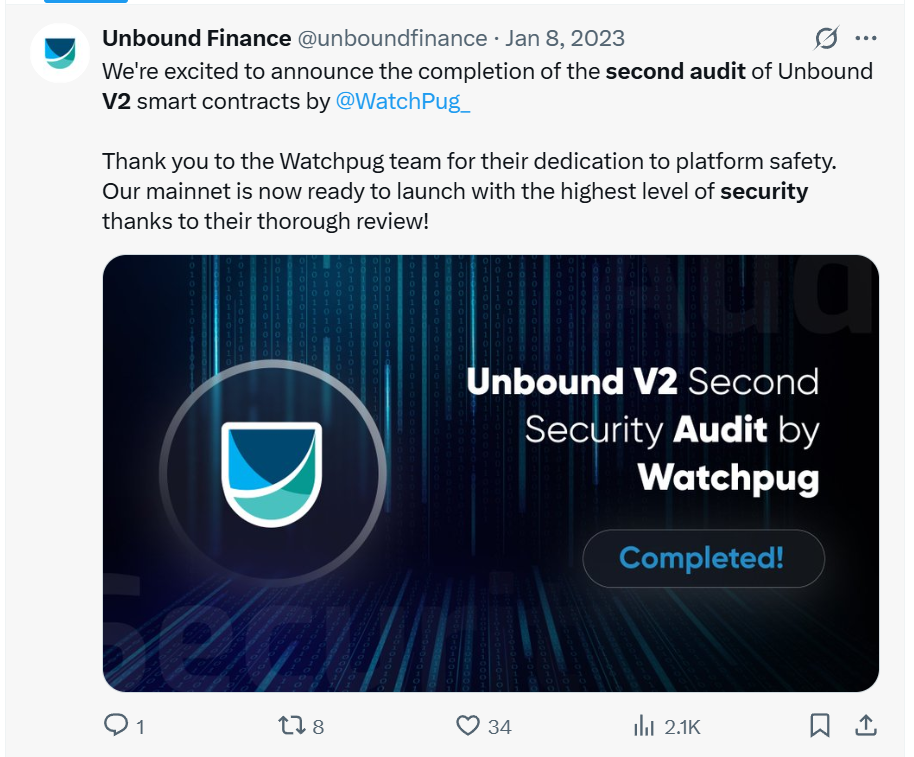 Unbound Finance @unboundfinance · Jan 8, 2023
We're excited to announce the completion of the second audit of Unbound
V2 smart contracts by @WatchPug_
Thank you to the Watchpug team for their dedication to platform safety.
Our mainnet is now ready to launch with the highest level of security
thanks to their thorough review!
Aud
Unbound V2 Second
Security Audit by
Watchpug
Completed!
Securit
1
8
34
2.1K